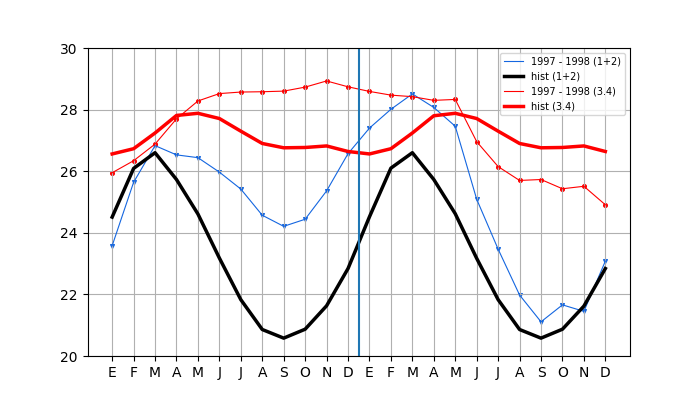 30
28
26
24
22
20
1997 - 1998 (1+2)
hist (1+2)
1997 - 1998 (3.4)
hist (3.4)
E F M A M J J A S O N D E F M A M J J A S O N D